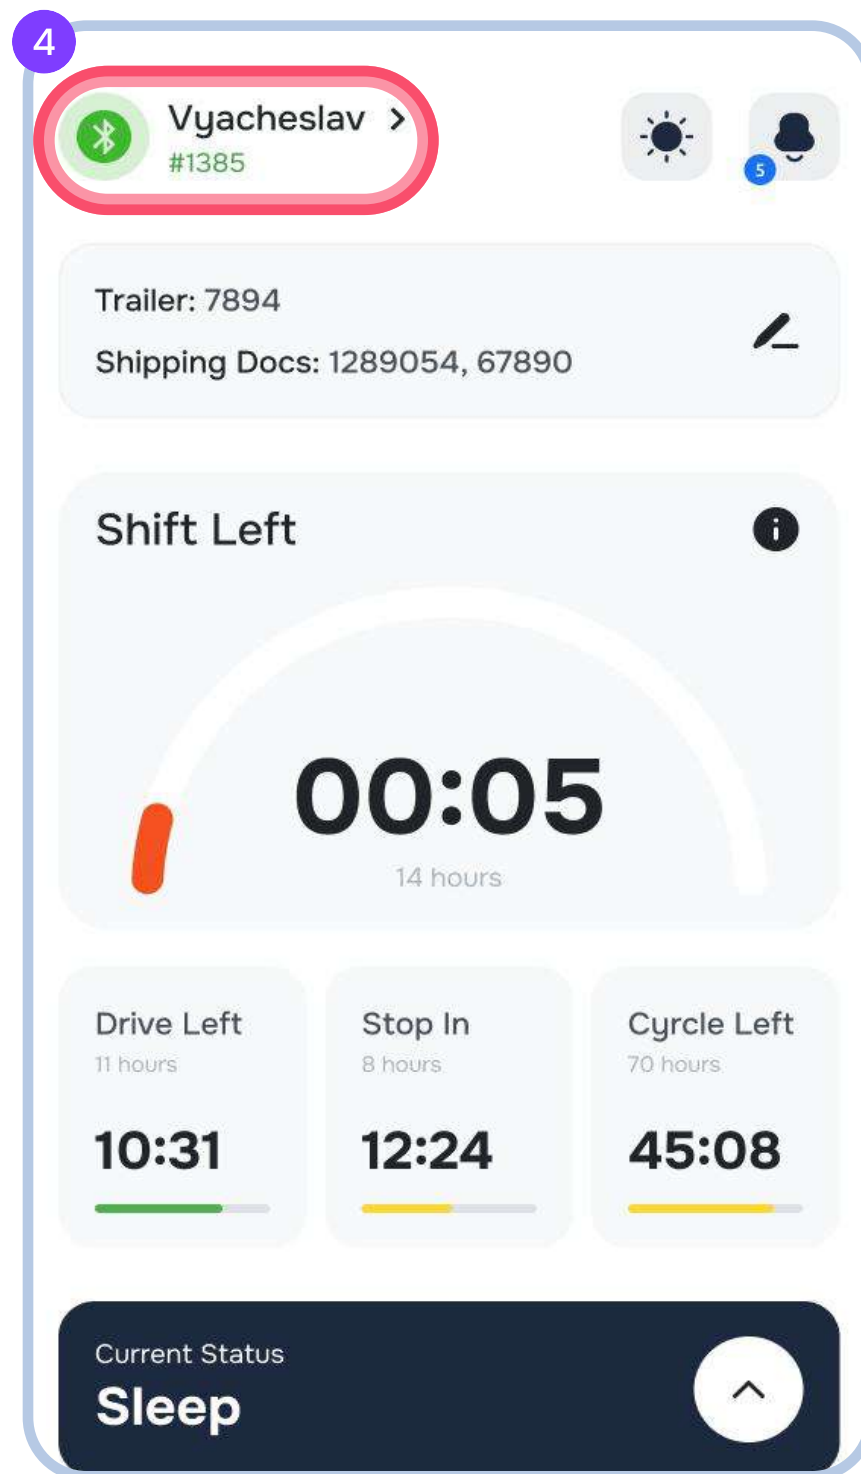 4
Vyacheslav
#1385
5
Trailer: 7894
Shipping Docs: 1289054, 67890
Shift Left
00:05
14 hours
Drive Left
11 hours
10:31
Stop In
8 hours
12:24
Cyrcle Left
70 hours
45:08
Current Status
Sleep